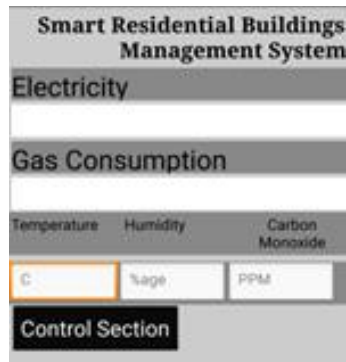 Smart Residential Buildings
Management System
Electricity
Gas Consumption
Temperature Humidity Carbon
Monoxide
C %age PPM
Control Section